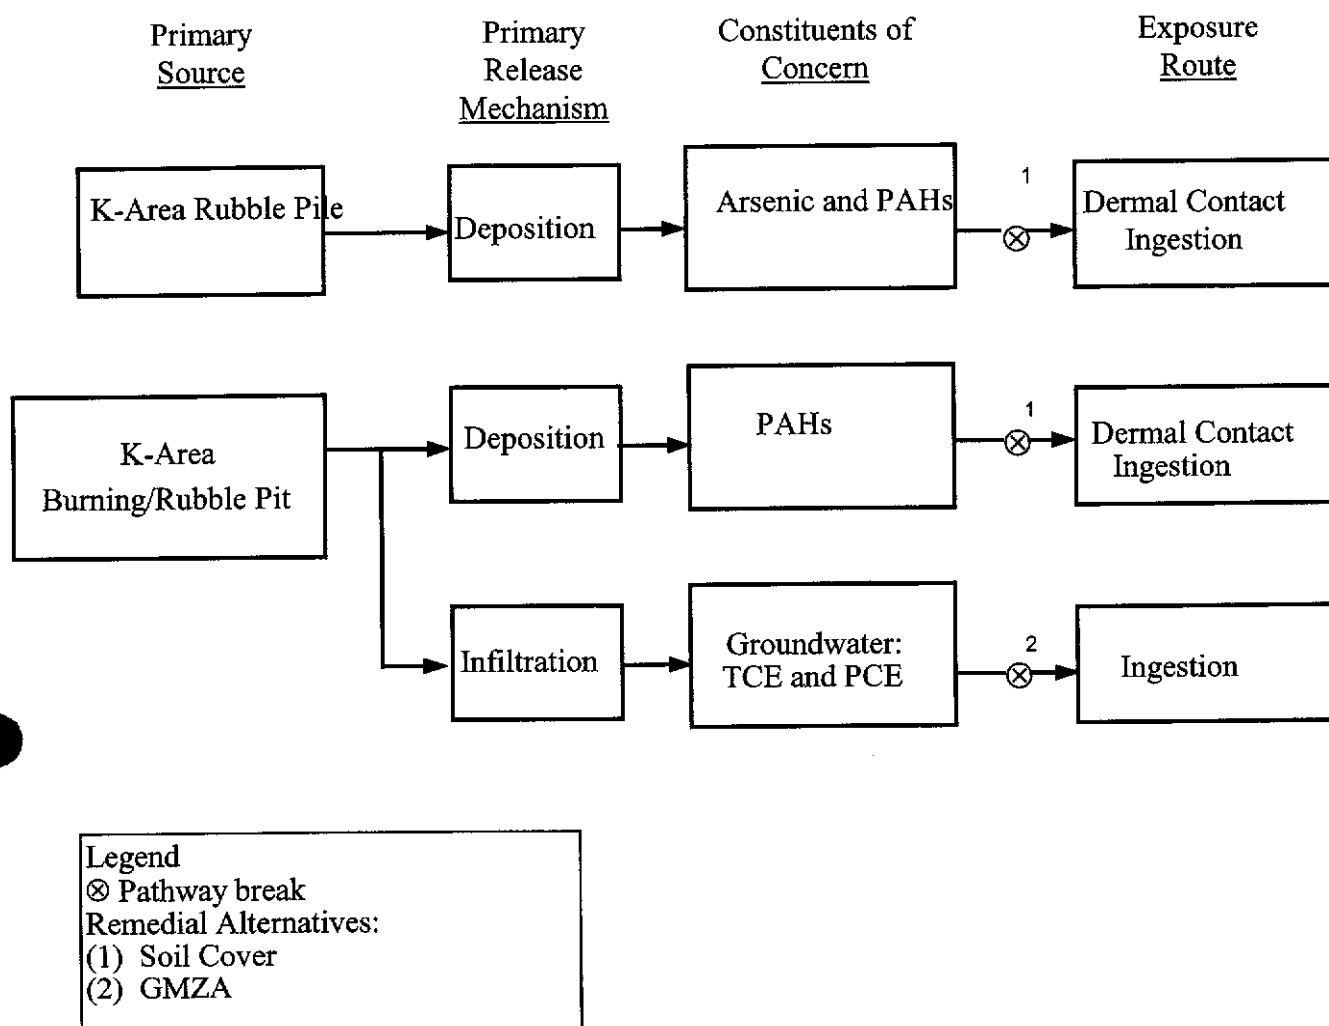 Primary
Source
Primary
Release
Mechanism
Constituents of
Concern
Exposure
Route
K-Area Rubble Pile
Deposition
Arsenic and PAHs
1
Dermal Contact
Ingestion
K-Area
Burning/Rubble Pit
Deposition
PAHs
1
Dermal Contact
Ingestion
Infiltration
Groundwater:
TCE and PCE
2
Ingestion
Legend
⊗ Pathway break
Remedial Alternatives:
(1) Soil Cover
(2) GMZA